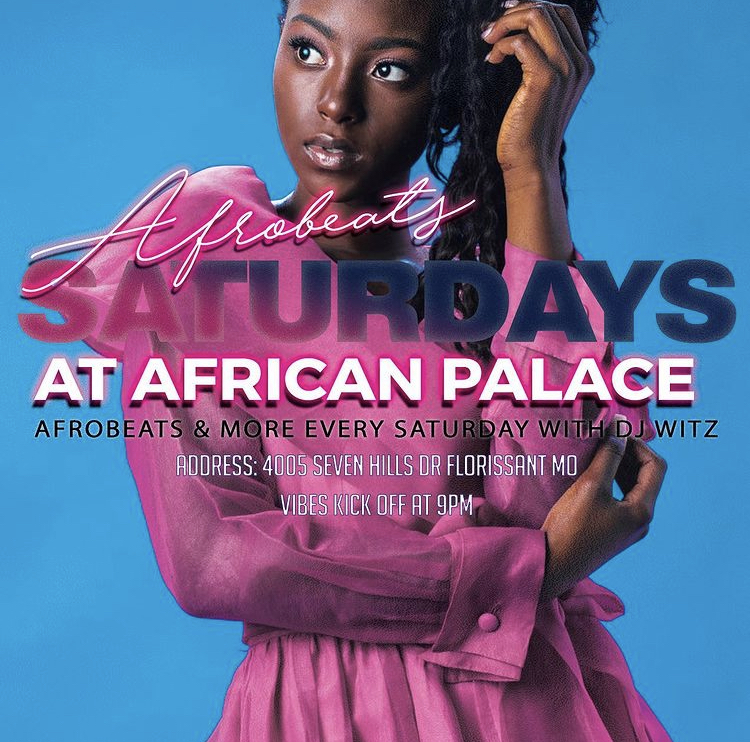 Afrobeats
SATURDAYS
AT AFRICAN PALACE
AFROBEATS & MORE EVERY SATURDAY WITH DJ WITZ
ADDRESS: 4005 SEVEN HILLS DR FLORISSANT MO
VIBES KICK OFF AT 9PM